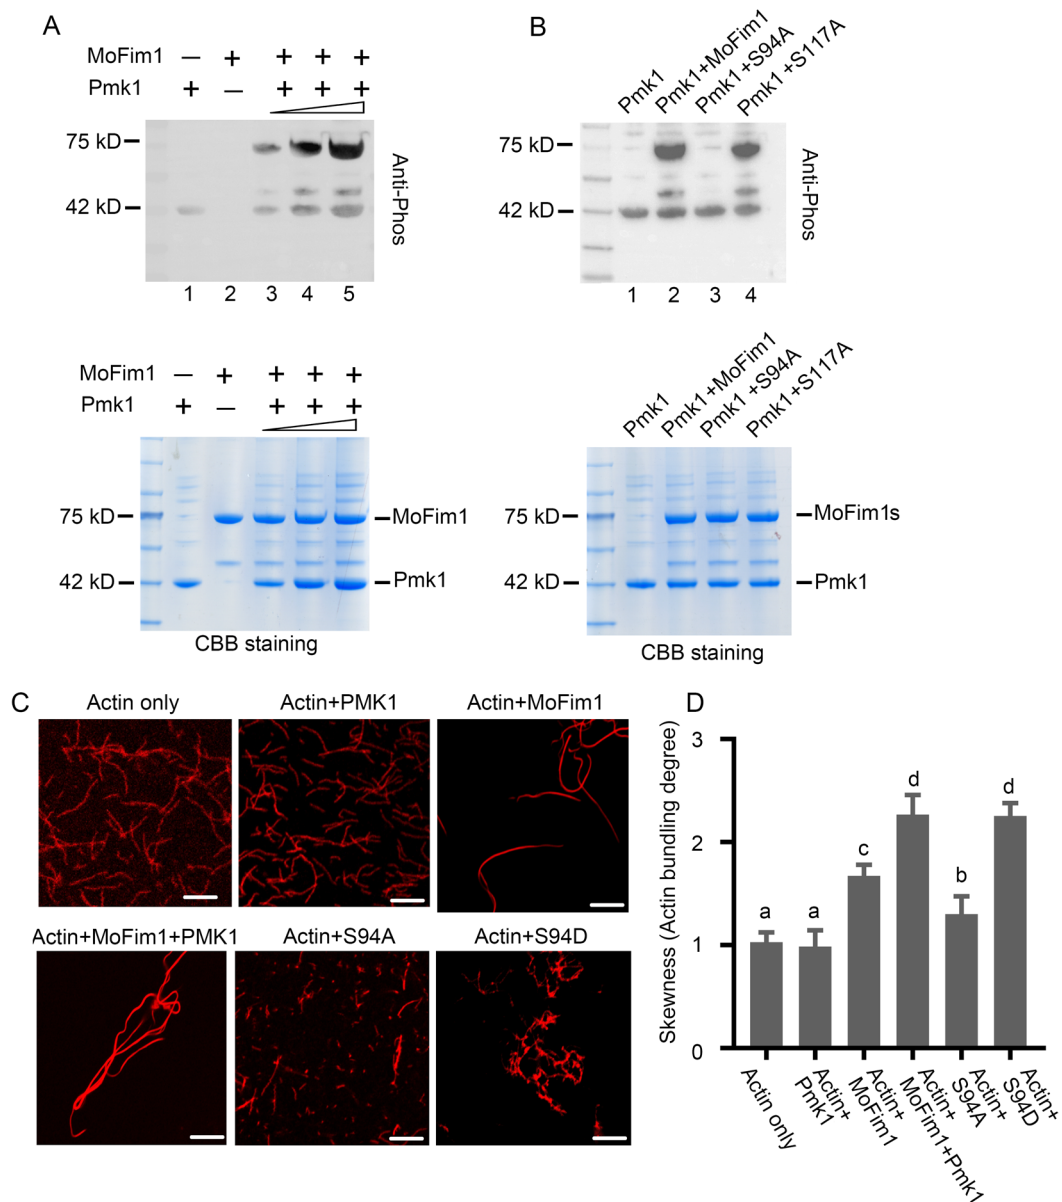 A
MoFim1 — + + + +
Pmk1 + — + + +
75 kD
42 kD
Anti-Phos
1 2 3 4 5
B
Pmk1
Pmk1+MoFim1
Pmk1+S94A
Pmk1+S117A
75 kD
42 kD
Anti-Phos
1 2 3 4
MoFim1 — + + + +
Pmk1 + — + + +
75 kD
42 kD
MoFim1
Pmk1
CBB staining
Pmk1
Pmk1+MoFim1
Pmk1+S94A
Pmk1+S117A
75 kD
42 kD
MoFim1s
Pmk1
CBB staining
C
Actin only
Actin+PMK1
Actin+MoFim1
Actin+MoFim1+PMK1
Actin+S94A
Actin+S94D
D
Skewness (Actin bundling degree)
3
2
1
0
a
a
c
d
b
d
Actin only
Actin+
Pmk1
Actin+
MoFim1
Actin+
MoFim1+Pmk1
Actin+
S94A
Actin+
S94D